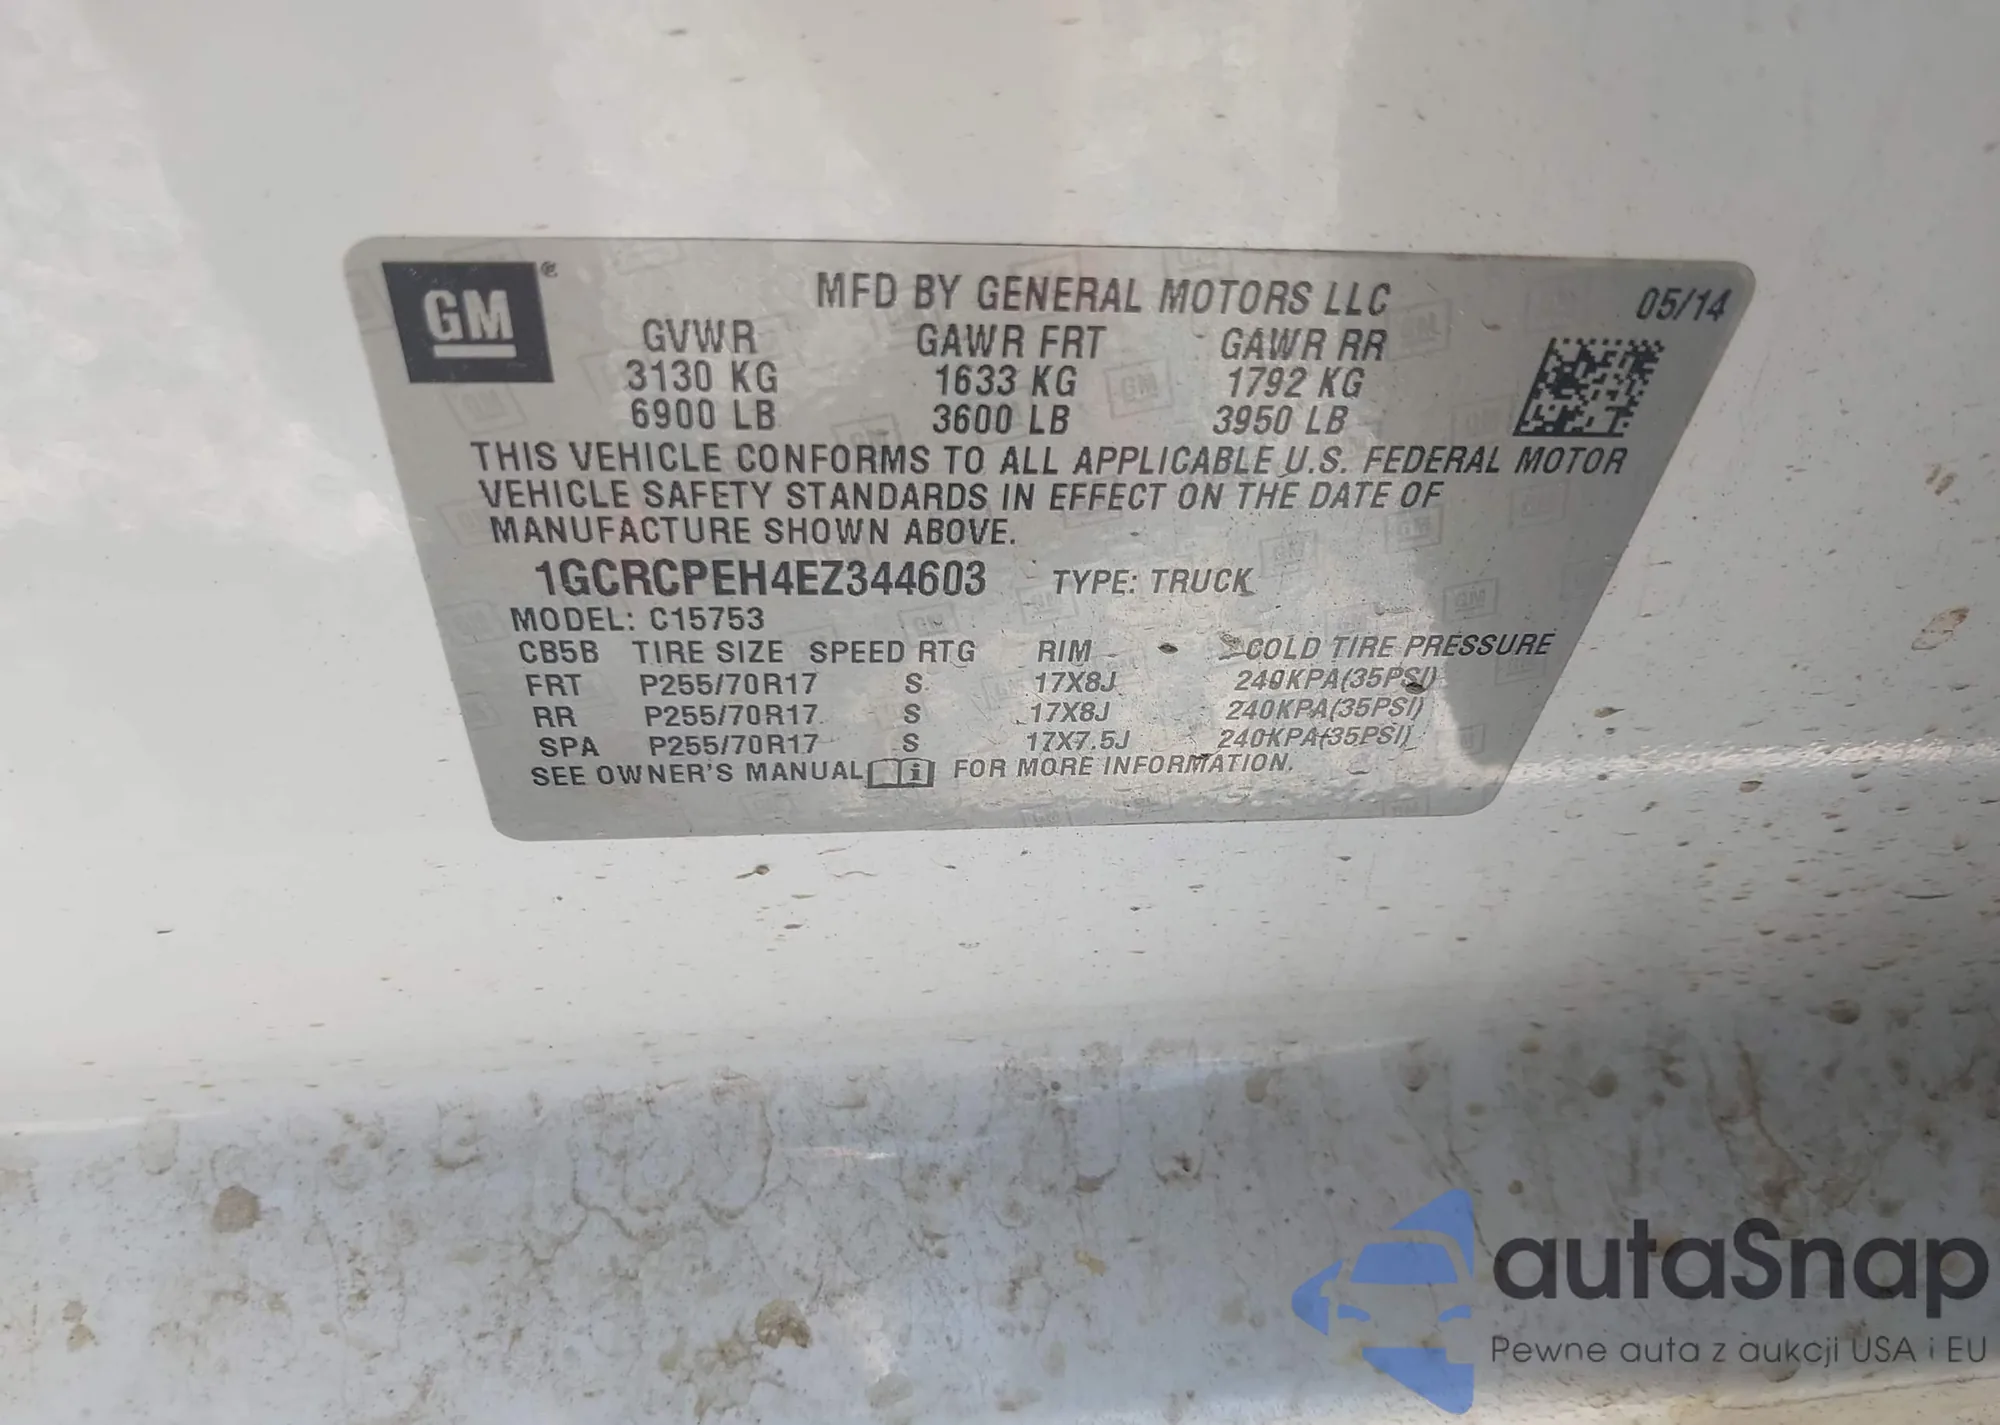 GM®
MFD BY GENERAL MOTORS LLC 05/14
GVWR GAWR FRT GAWR RR
3130 KG 1633 KG 1792 KG
6900 LB 3600 LB 3950 LB
THIS VEHICLE CONFORMS TO ALL APPLICABLE U.S. FEDERAL MOTOR
VEHICLE SAFETY STANDARDS IN EFFECT ON THE DATE OF
MANUFACTURE SHOWN ABOVE.
1GCRCPEH4EZ344603 TYPE: TRUCK
MODEL: C15753
CB5B TIRE SIZE SPEED RTG RIM COLD TIRE PRESSURE
FRT P255/70R17 S 17X8J 240KPA(35PSI)
RR P255/70R17 S 17X8J 240KPA(35PSI)
SPA P255/70R17 S 17X7.5J 240KPA(35PSI)
SEE OWNER'S MANUAL i FOR MORE INFORMATION.
autaSnap
Pewne auta z aukcji USA i EU